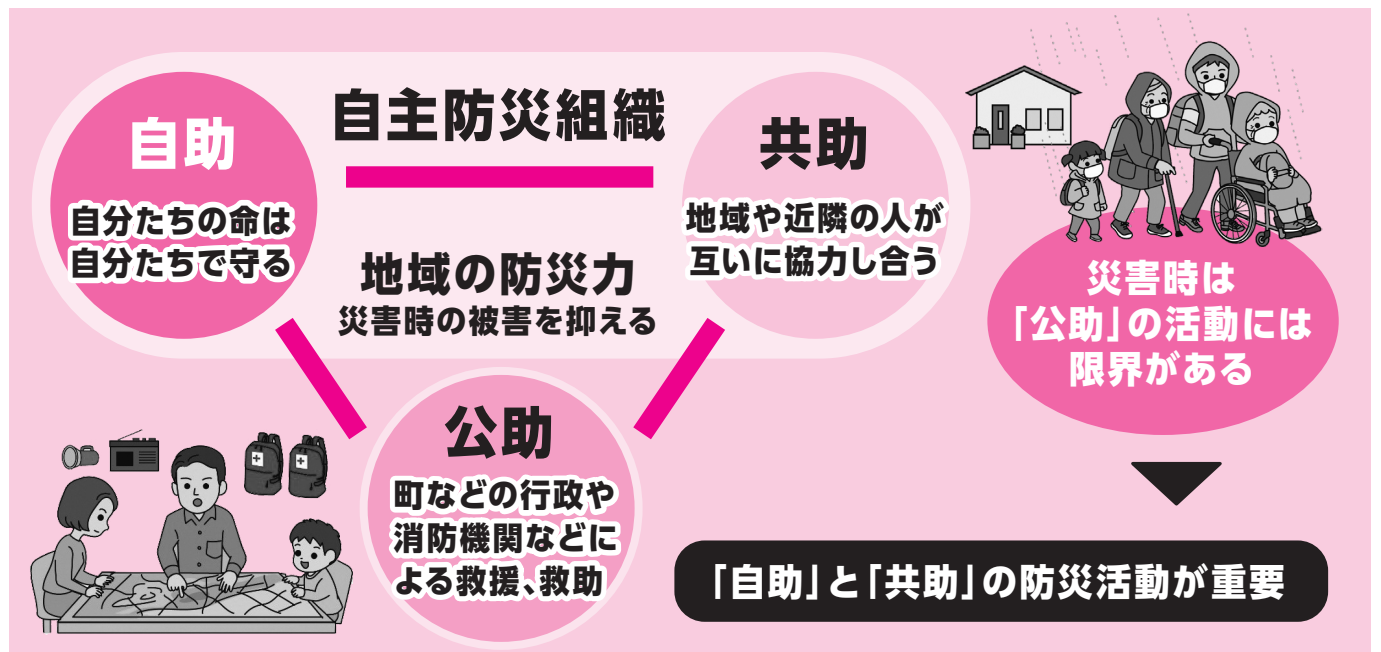 自主防災組織
自助
自分たちの命は
自分たちで守る
共助
地域や近隣の人が
互いに協力し合う
地域の防災力
災害時の被害を抑える
公助
町などの行政や
消防機関などに
よる救援、救助
災害時は
「公助」の活動には
限界がある
「自助」と「共助」の防災活動が重要